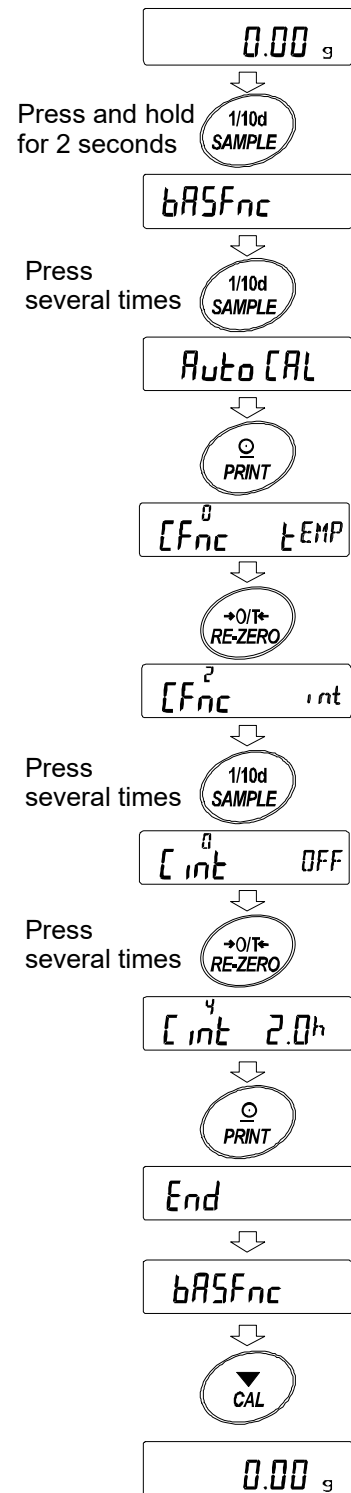 0.00 g
Press and hold
for 2 seconds
1/10d
SAMPLE
bASFnc
Press
several times
1/10d
SAMPLE
Auto CAL
PRINT
0
CFnc tEMP
→0/T←
RE-ZERO
2
CFnc int
Press
several times
1/10d
SAMPLE
0
C int OFF
Press
several times
→0/T←
RE-ZERO
4
C int 2.0h
PRINT
End
bASFnc
CAL
0.00 g